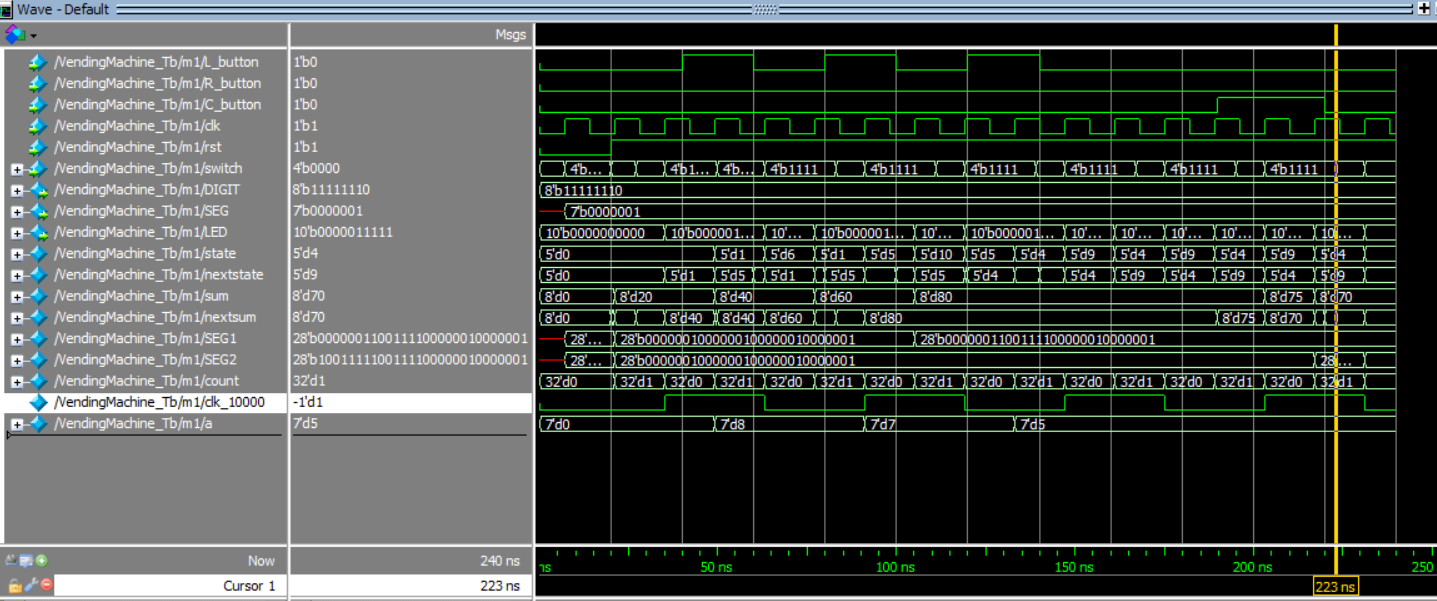 Wave - Default
Msgs
/VendingMachine_Tb/m1/L_button 1'b0
/VendingMachine_Tb/m1/R_button 1'b0
/VendingMachine_Tb/m1/C_button 1'b0
/VendingMachine_Tb/m1/clk 1'b1
/VendingMachine_Tb/m1/rst 1'b1
/VendingMachine_Tb/m1/switch 4'b0000 4'b... 4'b1... 4'b... 4'b1111 4'b1111 4'b1111 4'b1111 4'b1111 4'b1111
/VendingMachine_Tb/m1/DIGIT 8'b11111110 8'b11111110
/VendingMachine_Tb/m1/SEG 7'b0000001 7'b0000001
/VendingMachine_Tb/m1/LED 10'b0000011111 10'b0000000000 10'b000001... 10'... 10'b000001... 10'... 10'b000001... 10'... 10'... 10'... 10'... 10'... 10...
/VendingMachine_Tb/m1/state 5'd4 5'd0 5'd1 5'd6 5'd1 5'd5 5'd10 5'd5 5'd4 5'd9 5'd4 5'd9 5'd4 5'd9 5'd4
/VendingMachine_Tb/m1/nextstate 5'd9 5'd0 5'd1 5'd5 5'd1 5'd5 5'd5 5'd4 5'd4 5'd9 5'd4 5'd9 5'd4 5'd9
/VendingMachine_Tb/m1/sum 8'd70 8'd0 8'd20 8'd40 8'd60 8'd80 8'd75 8'd70
/VendingMachine_Tb/m1/nextsum 8'd70 8'd0 8'd40 8'd40 8'd60 8'd80 8'd75 8'd70
/VendingMachine_Tb/m1/SEG1 28'b0000001100111100000010000001 28'... 28'b0000001000000100000010000001 28'b0000001100111100000010000001
/VendingMachine_Tb/m1/SEG2 28'b1001111100111100000010000001 28'... 28'b0000001000000100000010000001 28...
/VendingMachine_Tb/m1/count 32'd1 32'd0 32'd1 32'd0 32'd1 32'd0 32'd1 32'd0 32'd1 32'd0 32'd1 32'd0 32'd1 32'd0 32'd1 32'd0 32'd1
/VendingMachine_Tb/m1/clk_10000 -1'd1
/VendingMachine_Tb/m1/a 7'd5 7'd0 7'd8 7'd7 7'd5
Now 240 ns ns 50 ns 100 ns 150 ns 200 ns 250
Cursor 1 223 ns 223 ns